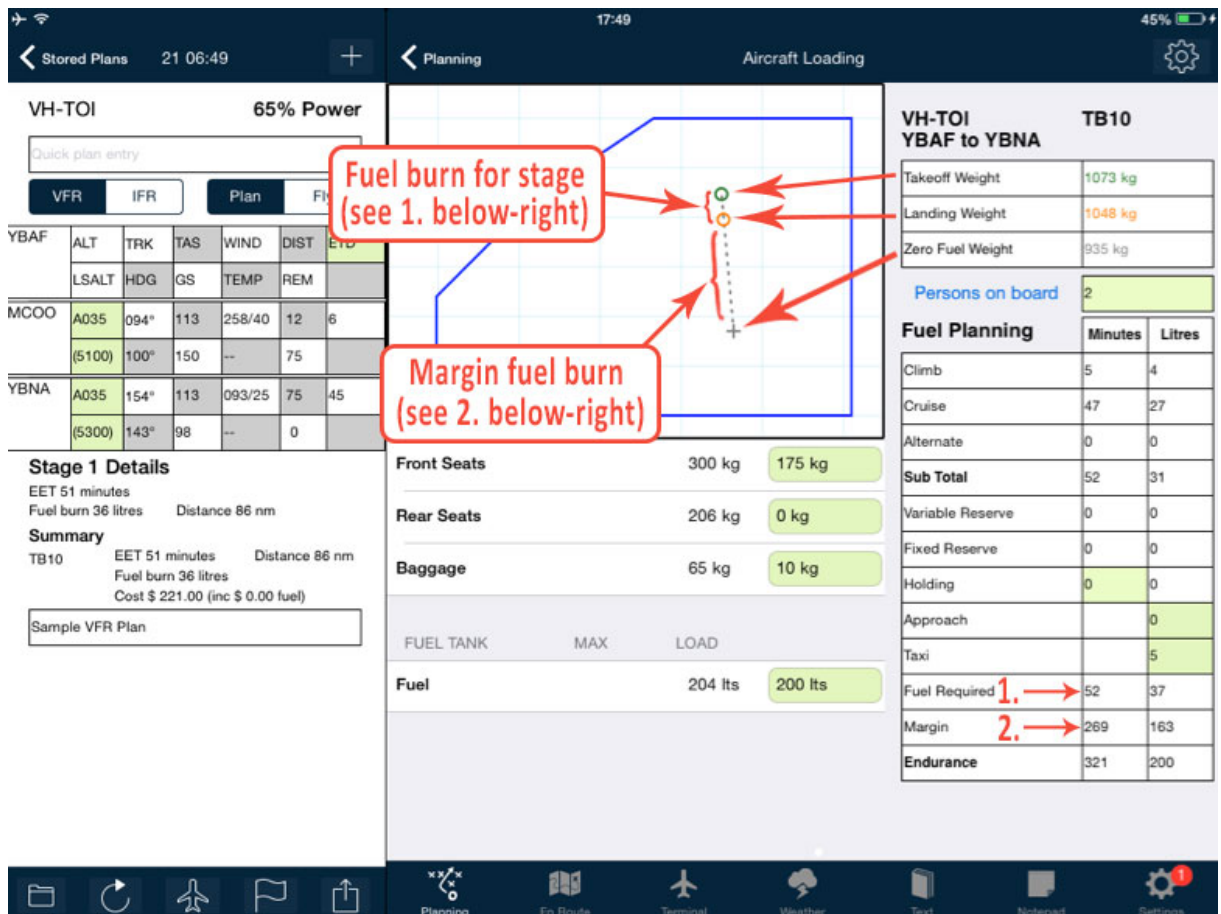 17:49
45%
Stored Plans 21 06:49 +
Planning
Aircraft Loading
VH-TOI 65% Power
Quick plan entry
VFR IFR Plan
YBAF ALT TRK TAS WIND DIST ETD
LSALT HDG GS TEMP REM
MCOO A035 094° 113 258/40 12 6
(5100) 100° 150 -- 75
YBNA A035 154° 113 093/25 75 45
(5300) 143° 98 -- 0
Stage 1 Details
EET 51 minutes
Fuel burn 36 litres Distance 86 nm
Summary
TB10 EET 51 minutes Distance 86 nm
Fuel burn 36 litres
Cost $ 221.00 (inc $ 0.00 fuel)
Sample VFR Plan
Fuel burn for stage
(see 1. below-right)
Margin fuel burn
(see 2. below-right)
Front Seats 300 kg 175 kg
Rear Seats 206 kg 0 kg
Baggage 65 kg 10 kg
FUEL TANK MAX LOAD
Fuel 204 lts 200 lts
VH-TOI TB10
YBAF to YBNA
Takeoff Weight 1073 kg
Landing Weight 1048 kg
Zero Fuel Weight 935 kg
Persons on board 2
Fuel Planning Minutes Litres
Climb 5 4
Cruise 47 27
Alternate 0 0
Sub Total 52 31
Variable Reserve 0 0
Fixed Reserve 0 0
Holding 0 0
Approach 0
Taxi 5
Fuel Required 1. 52 37
Margin 2. 269 163
Endurance 321 200
Planning En Route Terminal Weather Text Notepad Settings
1